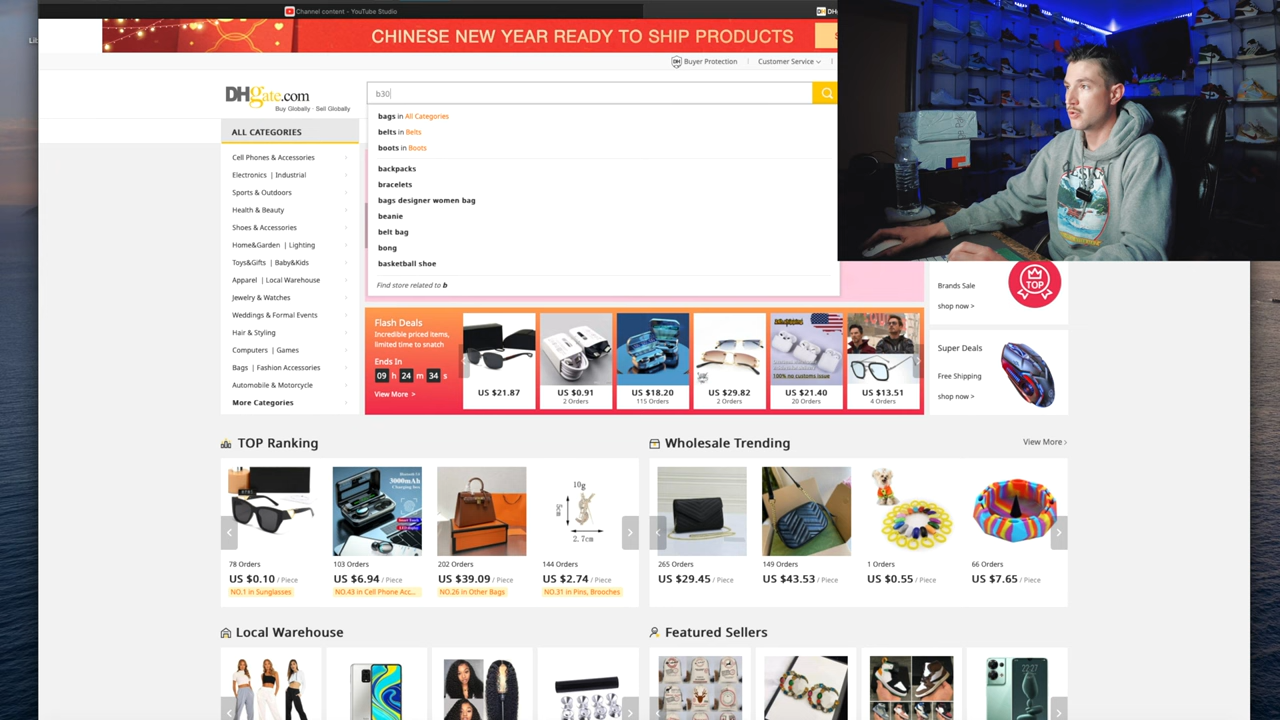 Channel content - YouTube Studio
CHINESE NEW YEAR READY TO SHIP PRODUCTS
Buyer Protection
Customer Service
DHgate.com
Buy Globally · Sell Globally
b30
ALL CATEGORIES
Cell Phones & Accessories
Electronics | Industrial
Sports & Outdoors
Health & Beauty
Shoes & Accessories
Home&Garden | Lighting
Toys&Gifts | Baby&Kids
Apparel | Local Warehouse
Jewelry & Watches
Weddings & Formal Events
Hair & Styling
Computers | Games
Bags | Fashion Accessories
Automobile & Motorcycle
More Categories
bags in All Categories
belts in Belts
boots in Boots
backpacks
bracelets
bags designer women bag
beanie
belt bag
bong
basketball shoe
Find store related to b
Brands Sale
shop now >
TOP
Super Deals
Free Shipping
shop now >
Flash Deals
Incredible priced items,
limited time to snatch
Ends In
09 h 24 m 34 s
View More >
US $21.87
US $0.91
2 Orders
US $18.20
115 Orders
US $29.82
2 Orders
100% no customs issue
US $21.40
20 Orders
US $13.51
4 Orders
TOP Ranking
78 Orders
US $0.10 / Piece
NO.1 in Sunglasses
3000mAh
103 Orders
US $6.94 / Piece
NO.43 in Cell Phone Acc...
202 Orders
US $39.09 / Piece
NO.26 in Other Bags
10g
5cm
2.7cm
144 Orders
US $2.74 / Piece
NO.31 in Pins, Brooches
Wholesale Trending
View More
265 Orders
US $29.45 / Piece
149 Orders
US $43.53 / Piece
1 Orders
US $0.55 / Piece
66 Orders
US $7.65 / Piece
Local Warehouse
Featured Sellers
22:27